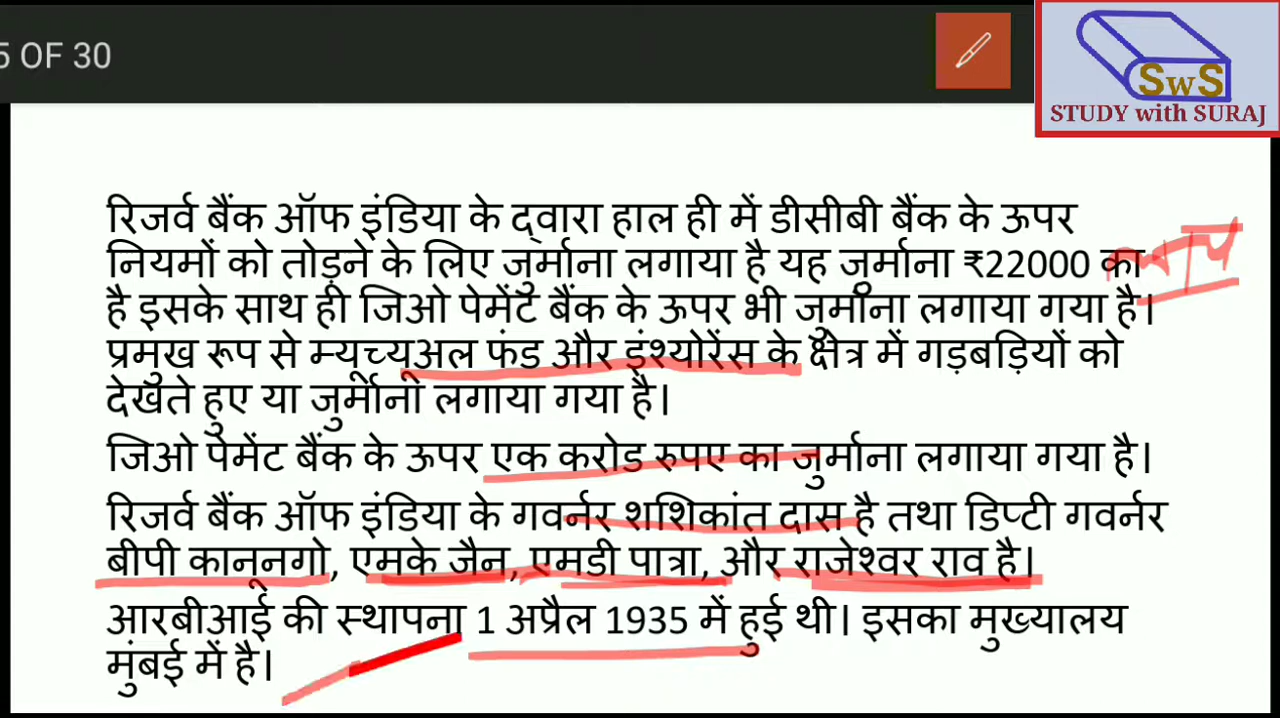 5 OF 30
SwS
STUDY with SURAJ
रिजर्व बैंक ऑफ इंडिया के द्वारा हाल ही में डीसीबी बैंक के ऊपर
नियमों को तोड़ने के लिए जुर्माना लगाया है यह जुर्माना ₹22000 का
है इसके साथ ही जिओ पेमेंट बैंक के ऊपर भी जुर्माना लगाया गया है।
प्रमुख रूप से म्यूच्यूअल फंड और इंश्योरेंस के क्षेत्र में गड़बड़ियों को
देखते हुए या जुर्माना लगाया गया है।
जिओ पेमेंट बैंक के ऊपर एक करोड रुपए का जुर्माना लगाया गया है।
रिजर्व बैंक ऑफ इंडिया के गवर्नर शशिकांत दास है तथा डिप्टी गवर्नर
बीपी कानूनगो, एमके जैन, एमडी पात्रा, और राजेश्वर राव है।
आरबीआई की स्थापना 1 अप्रैल 1935 में हुई थी। इसका मुख्यालय
मुंबई में है।